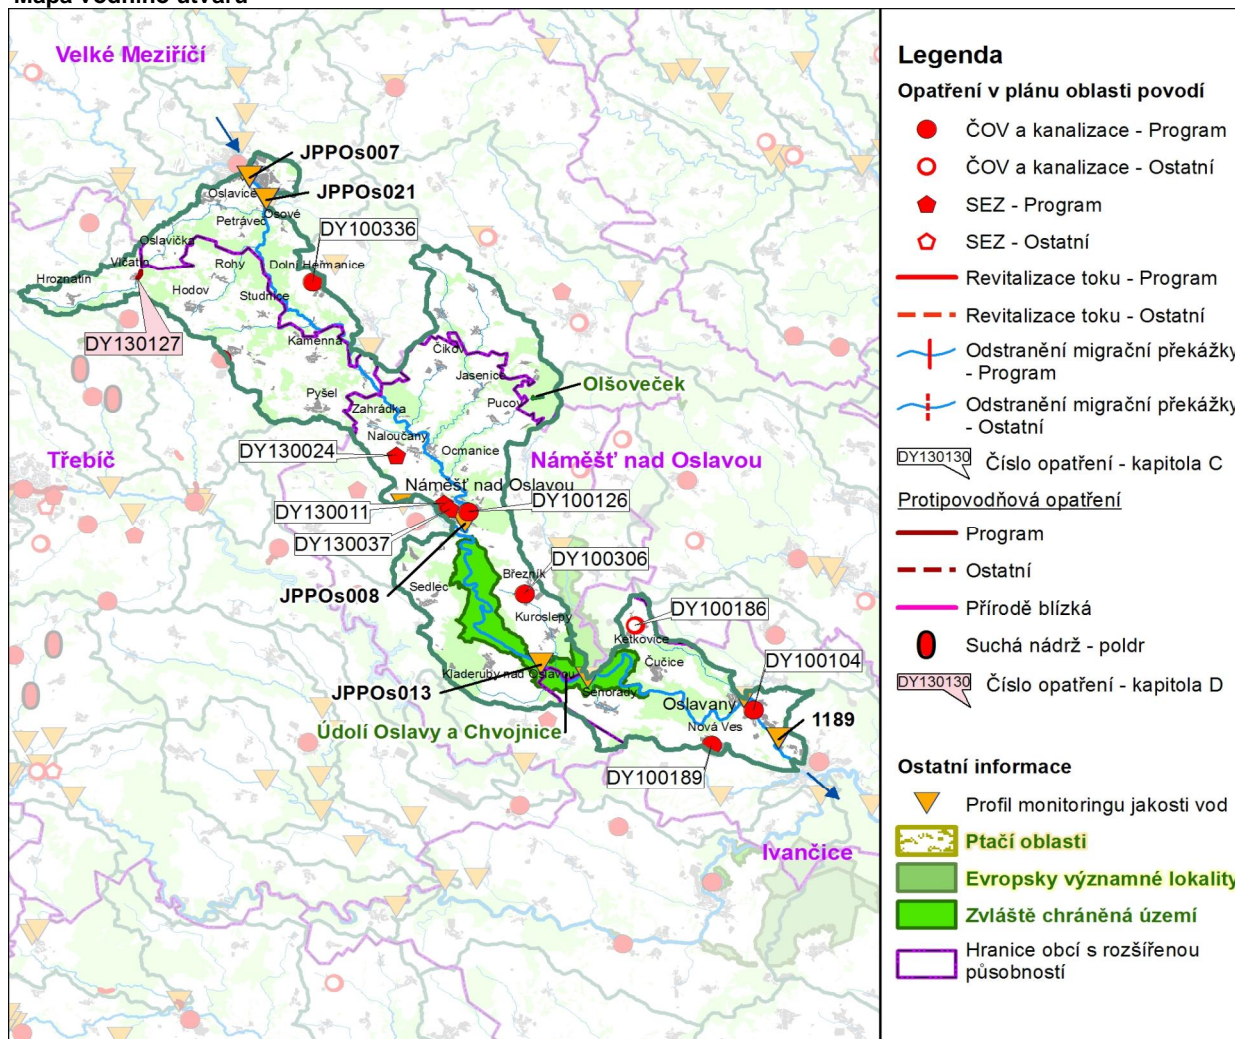 Mapa vodního útvaru
Velké Meziříčí
JPPOs007
JPPOs021
Oslavice
Osové
Petráveč
DY100336
Oslavička
Vlčatín
Rohy
Dolní Heřmanice
Hroznatín
Hodov
Studnice
DY130127
Kamenná
Číkov
Jasenice
Olšoveček
Pyšel
Pucov
Zahrádka
Naloučany
DY130024
Ocmanice
Třebíč
Náměšť nad Oslavou
Náměšť nad Oslavou
DY130011
DY100126
DY130037
DY100306
Březník
Sedlec
JPPOs008
DY100186
Kuroslepy
Ketkovice
DY100104
Čučice
Kladeruby nad Oslavou
JPPOs013
Senorady
Oslavany
1189
Údolí Oslavy a Chvojnice
Nová Ves
DY100189
Ivančice
Legenda
Opatření v plánu oblasti povodí
ČOV a kanalizace - Program
ČOV a kanalizace - Ostatní
SEZ - Program
SEZ - Ostatní
Revitalizace toku - Program
Revitalizace toku - Ostatní
Odstranění migrační překážky
- Program
Odstranění migrační překážky
- Ostatní
DY130130 Číslo opatření - kapitola C
Protipovodňová opatření
Program
Ostatní
Přírodě blízká
Suchá nádrž - poldr
DY130130 Číslo opatření - kapitola D
Ostatní informace
Profil monitoringu jakosti vod
Ptačí oblasti
Evropsky významné lokality
Zvláště chráněná území
Hranice obcí s rozšířenou
působností